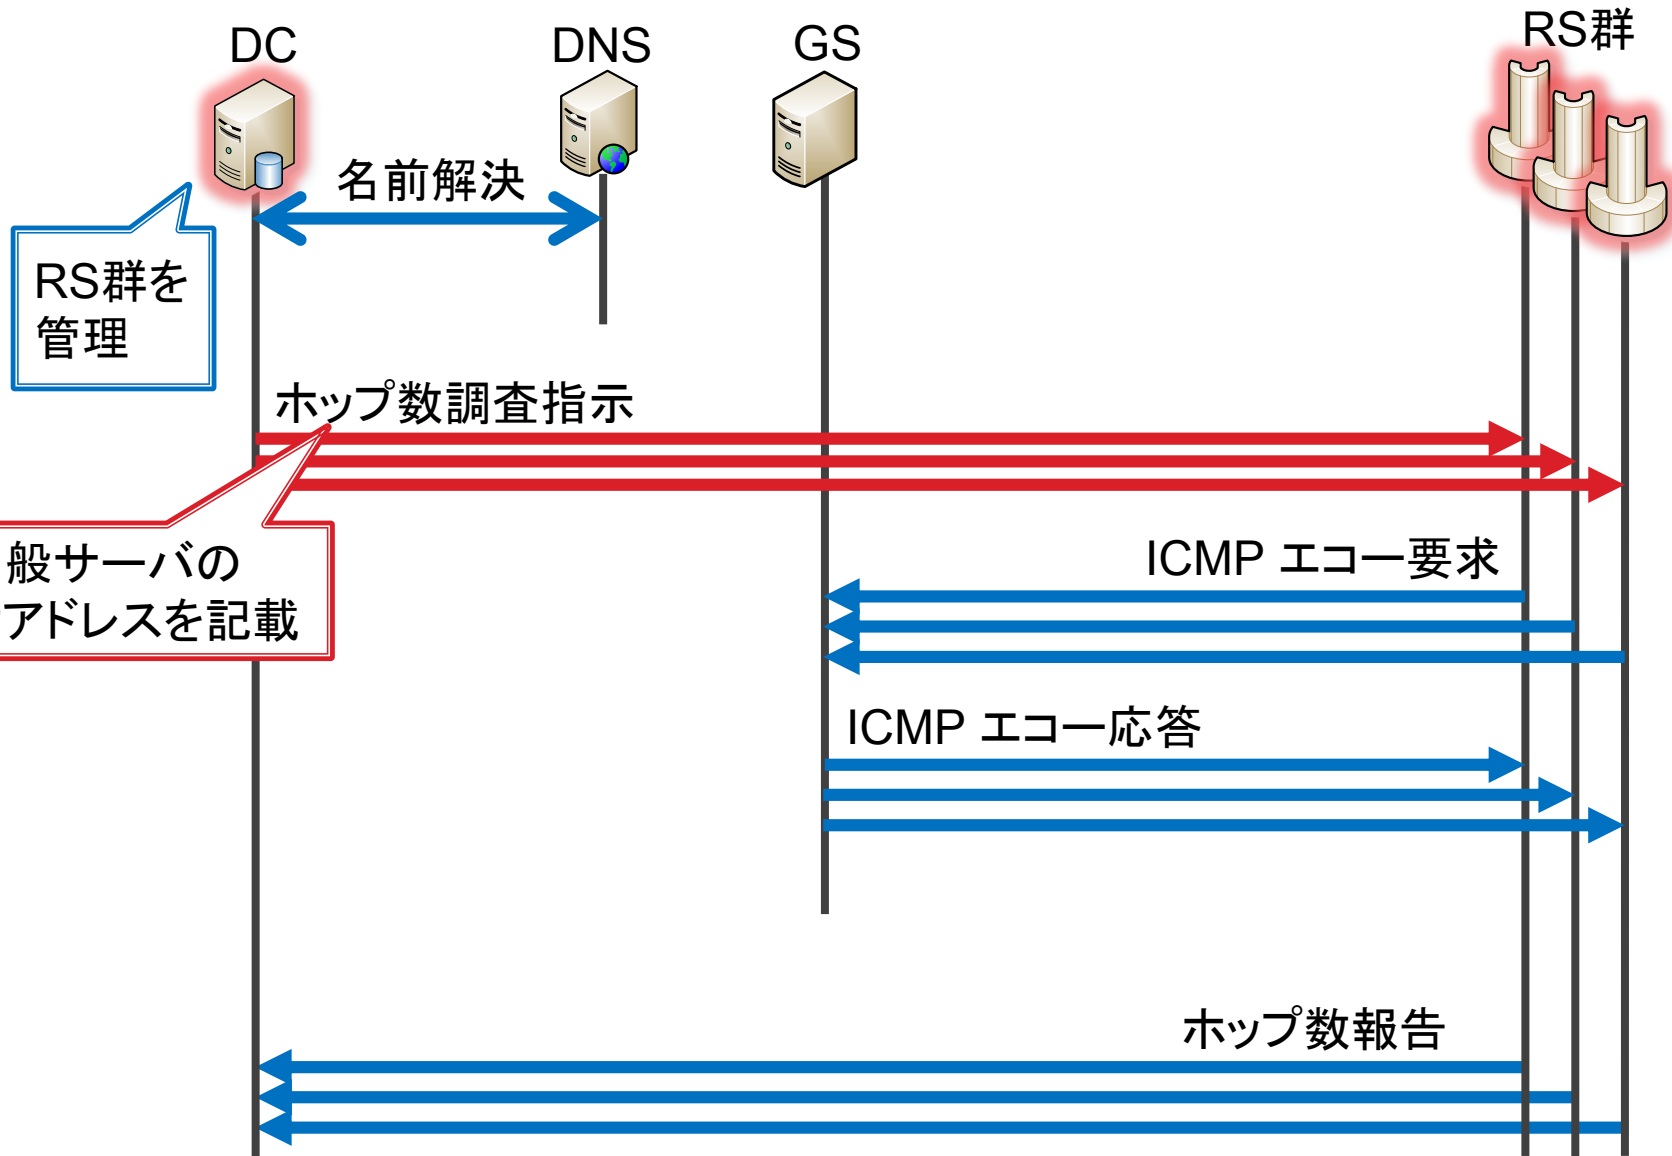 DC
DNS
GS
RS群
名前解決
RS群を
管理
ホップ数調査指示
般サーバの
アドレスを記載
ICMP エコー要求
ICMP エコー応答
ホップ数報告